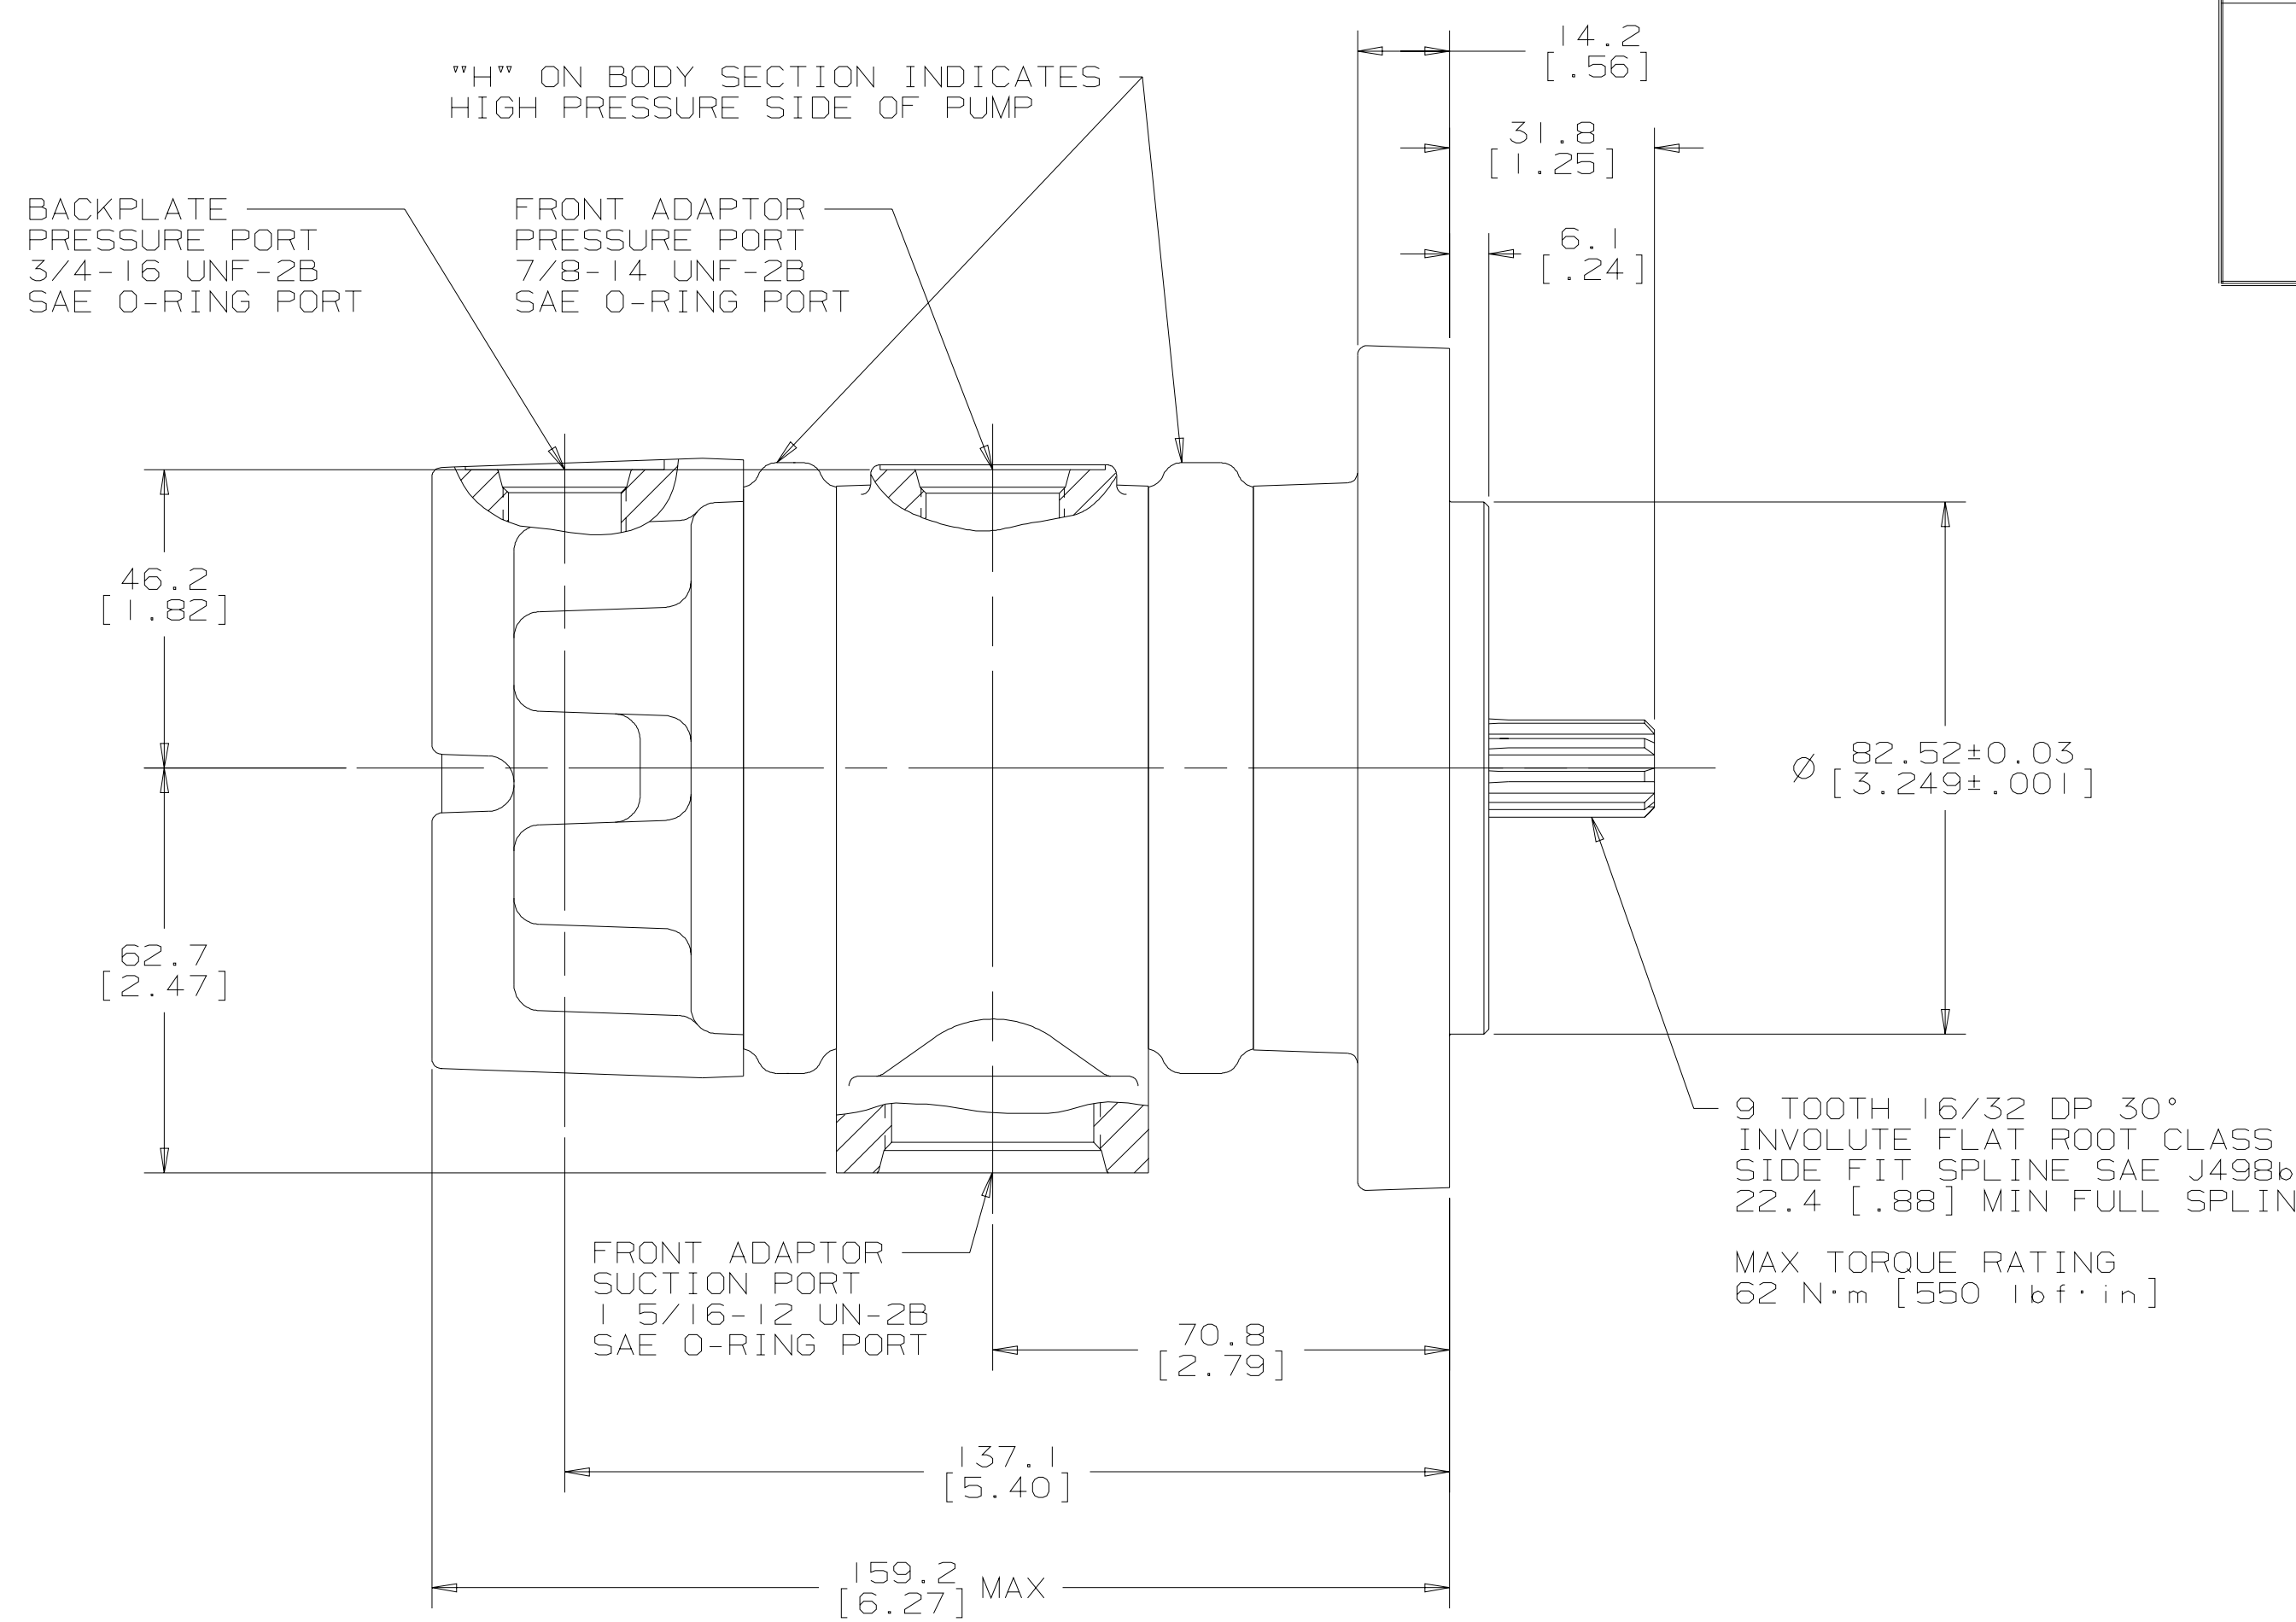 14.2
[.56]
"H" ON BODY SECTION INDICATES
HIGH PRESSURE SIDE OF PUMP
31.8
[1.25]
BACKPLATE
PRESSURE PORT
3/4-16 UNF-2B
SAE O-RING PORT
FRONT ADAPTOR
PRESSURE PORT
7/8-14 UNF-2B
SAE O-RING PORT
6.1
[.24]
46.2
[1.82]
Ø 82.52±0.03
[3.249±.001]
62.7
[2.47]
9 TOOTH 16/32 DP 30°
INVOLUTE FLAT ROOT CLASS
SIDE FIT SPLINE SAE J498b
22.4 [.88] MIN FULL SPLIN
MAX TORQUE RATING
62 N·m [550 lbf·in]
FRONT ADAPTOR
SUCTION PORT
1 5/16-12 UN-2B
SAE O-RING PORT
70.8
[2.79]
137.1
[5.40]
159.2
[6.27] MAX